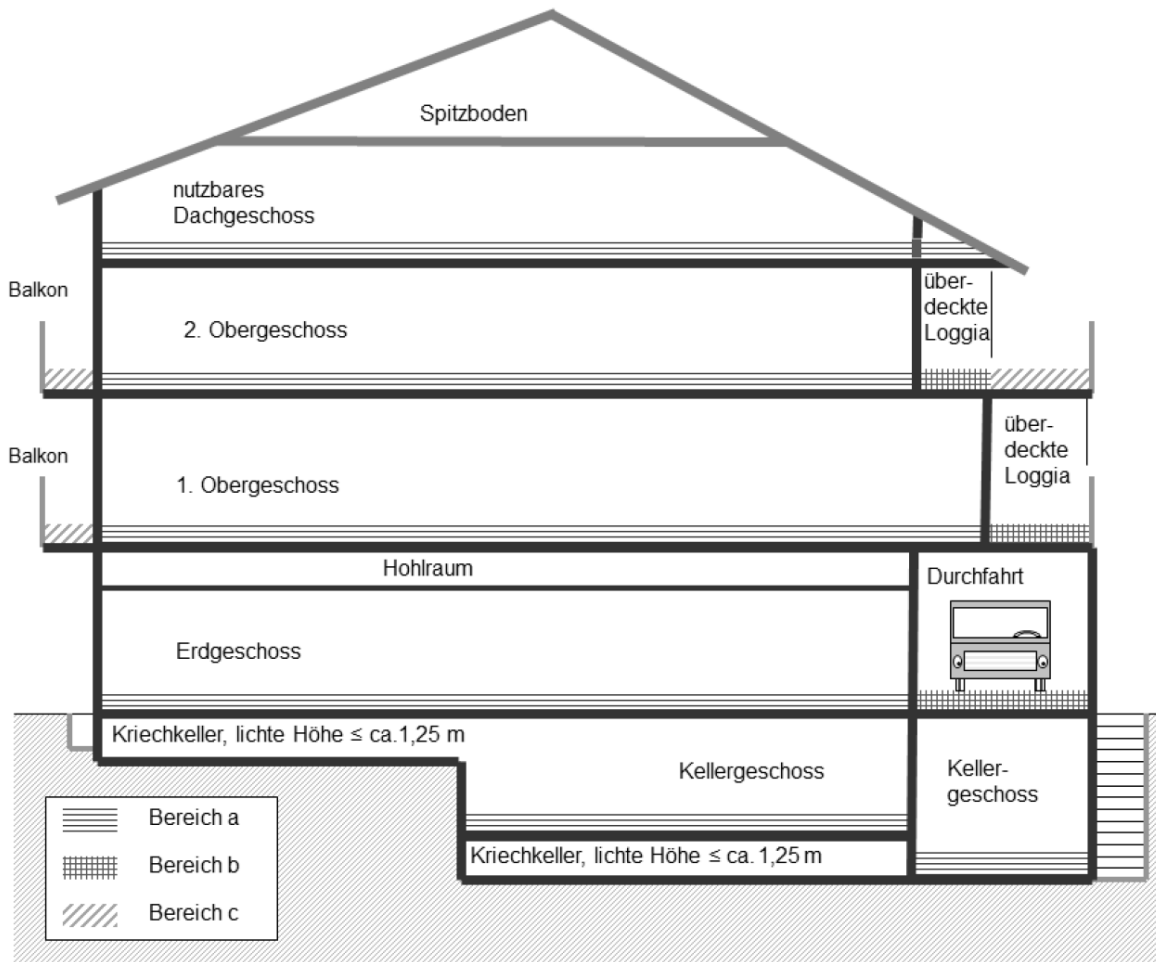 Spitzboden
nutzbares
Dachgeschoss
Balkon
2. Obergeschoss
über-
deckte
Loggia
Balkon
1. Obergeschoss
über-
deckte
Loggia
Hohlraum
Durchfahrt
Erdgeschoss
Kriechkeller, lichte Höhe ≤ ca.1,25 m
Kellergeschoss
Keller-
geschoss
Kriechkeller, lichte Höhe ≤ ca. 1,25 m
Bereich a
Bereich b
Bereich c